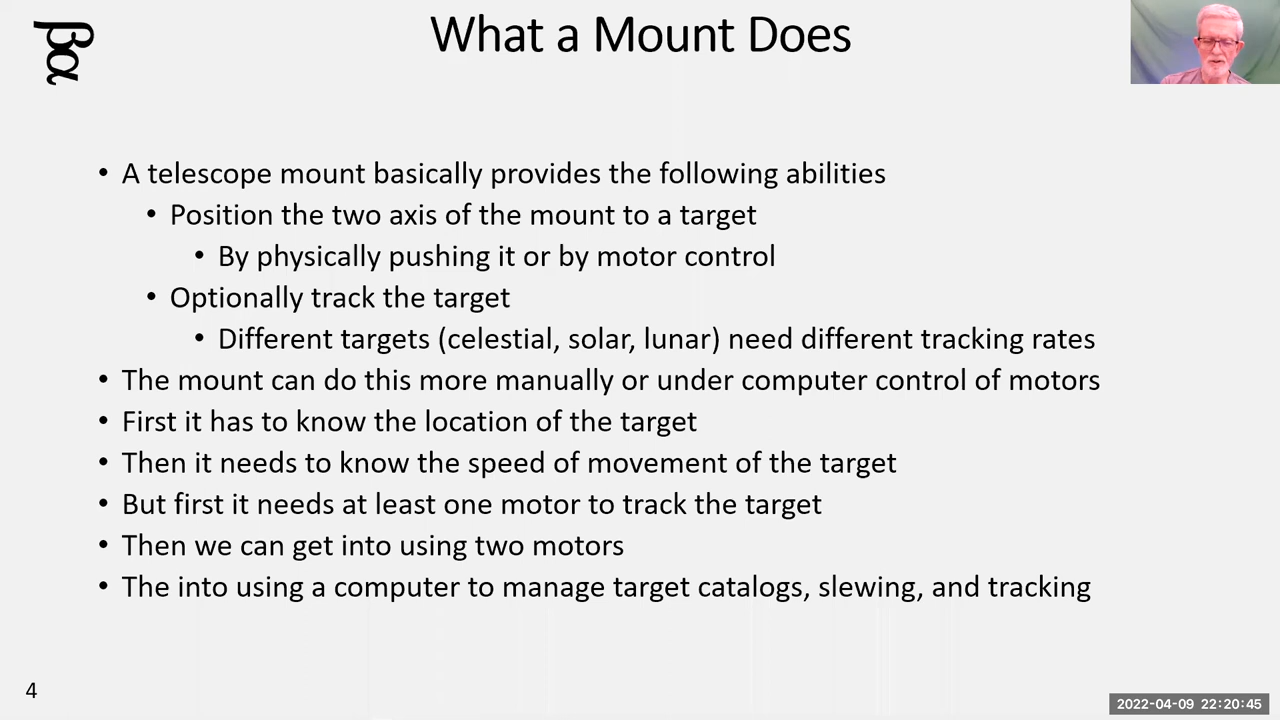 βα
What a Mount Does
• A telescope mount basically provides the following abilities
• Position the two axis of the mount to a target
• By physically pushing it or by motor control
• Optionally track the target
• Different targets (celestial, solar, lunar) need different tracking rates
• The mount can do this more manually or under computer control of motors
• First it has to know the location of the target
• Then it needs to know the speed of movement of the target
• But first it needs at least one motor to track the target
• Then we can get into using two motors
• The into using a computer to manage target catalogs, slewing, and tracking
4
2022-04-09 22:20:45